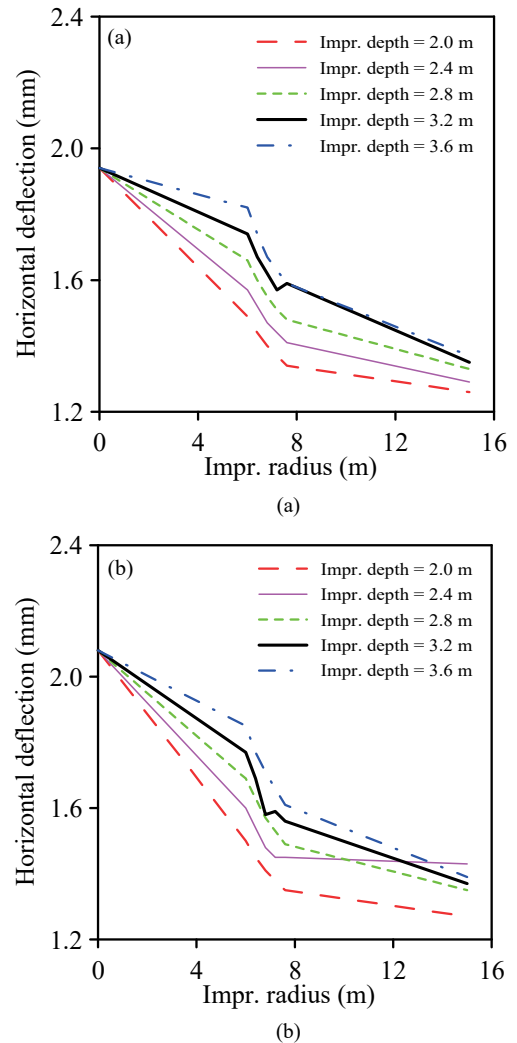 (a)
Impr. depth = 2.0 m
Impr. depth = 2.4 m
Impr. depth = 2.8 m
Impr. depth = 3.2 m
Impr. depth = 3.6 m
Horizontal deflection (mm)
2.4
2.0
1.6
1.2
0
4
8
12
16
Impr. radius (m)
(a)
(b)
Impr. depth = 2.0 m
Impr. depth = 2.4 m
Impr. depth = 2.8 m
Impr. depth = 3.2 m
Impr. depth = 3.6 m
Horizontal deflection (mm)
2.4
2.0
1.6
1.2
0
4
8
12
16
Impr. radius (m)
(b)